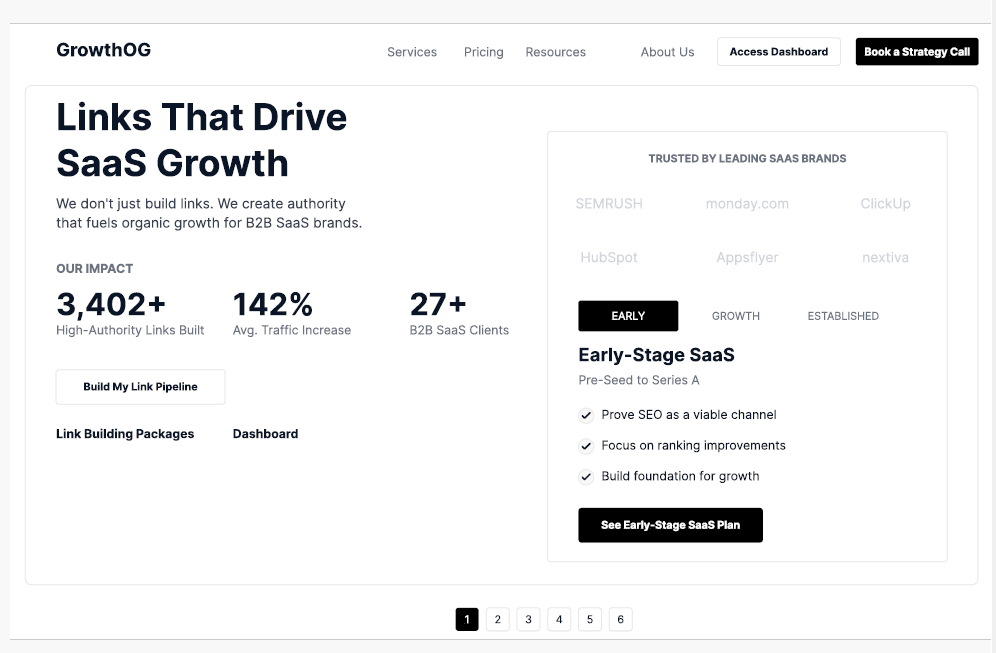 GrowthOG
Services Pricing Resources About Us Access Dashboard Book a Strategy Call
Links That Drive
SaaS Growth
We don't just build links. We create authority
that fuels organic growth for B2B SaaS brands.
OUR IMPACT
3,402+ 142% 27+
High-Authority Links Built Avg. Traffic Increase B2B SaaS Clients
Build My Link Pipeline
Link Building Packages Dashboard
TRUSTED BY LEADING SAAS BRANDS
SEMRUSH monday.com ClickUp
HubSpot Appsflyer nextiva
EARLY GROWTH ESTABLISHED
Early-Stage SaaS
Pre-Seed to Series A
Prove SEO as a viable channel
Focus on ranking improvements
Build foundation for growth
See Early-Stage SaaS Plan
1 2 3 4 5 6